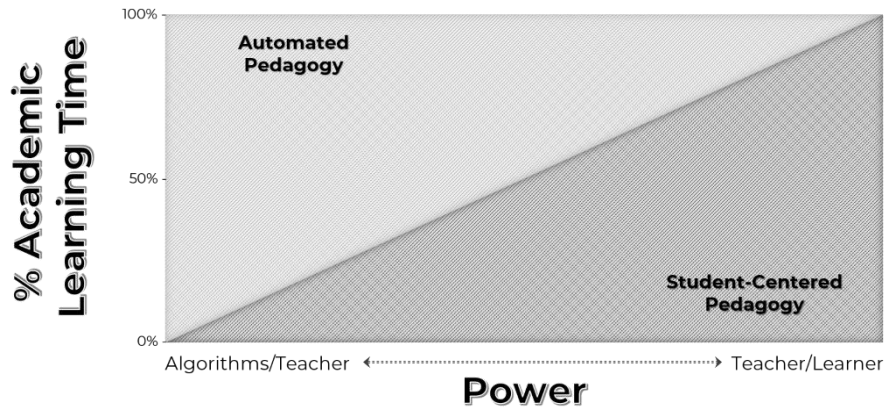 % Academic
Learning Time
100%
50%
0%
Automated
Pedagogy
Student-Centered
Pedagogy
Algorithms/Teacher
Teacher/Learner
Power